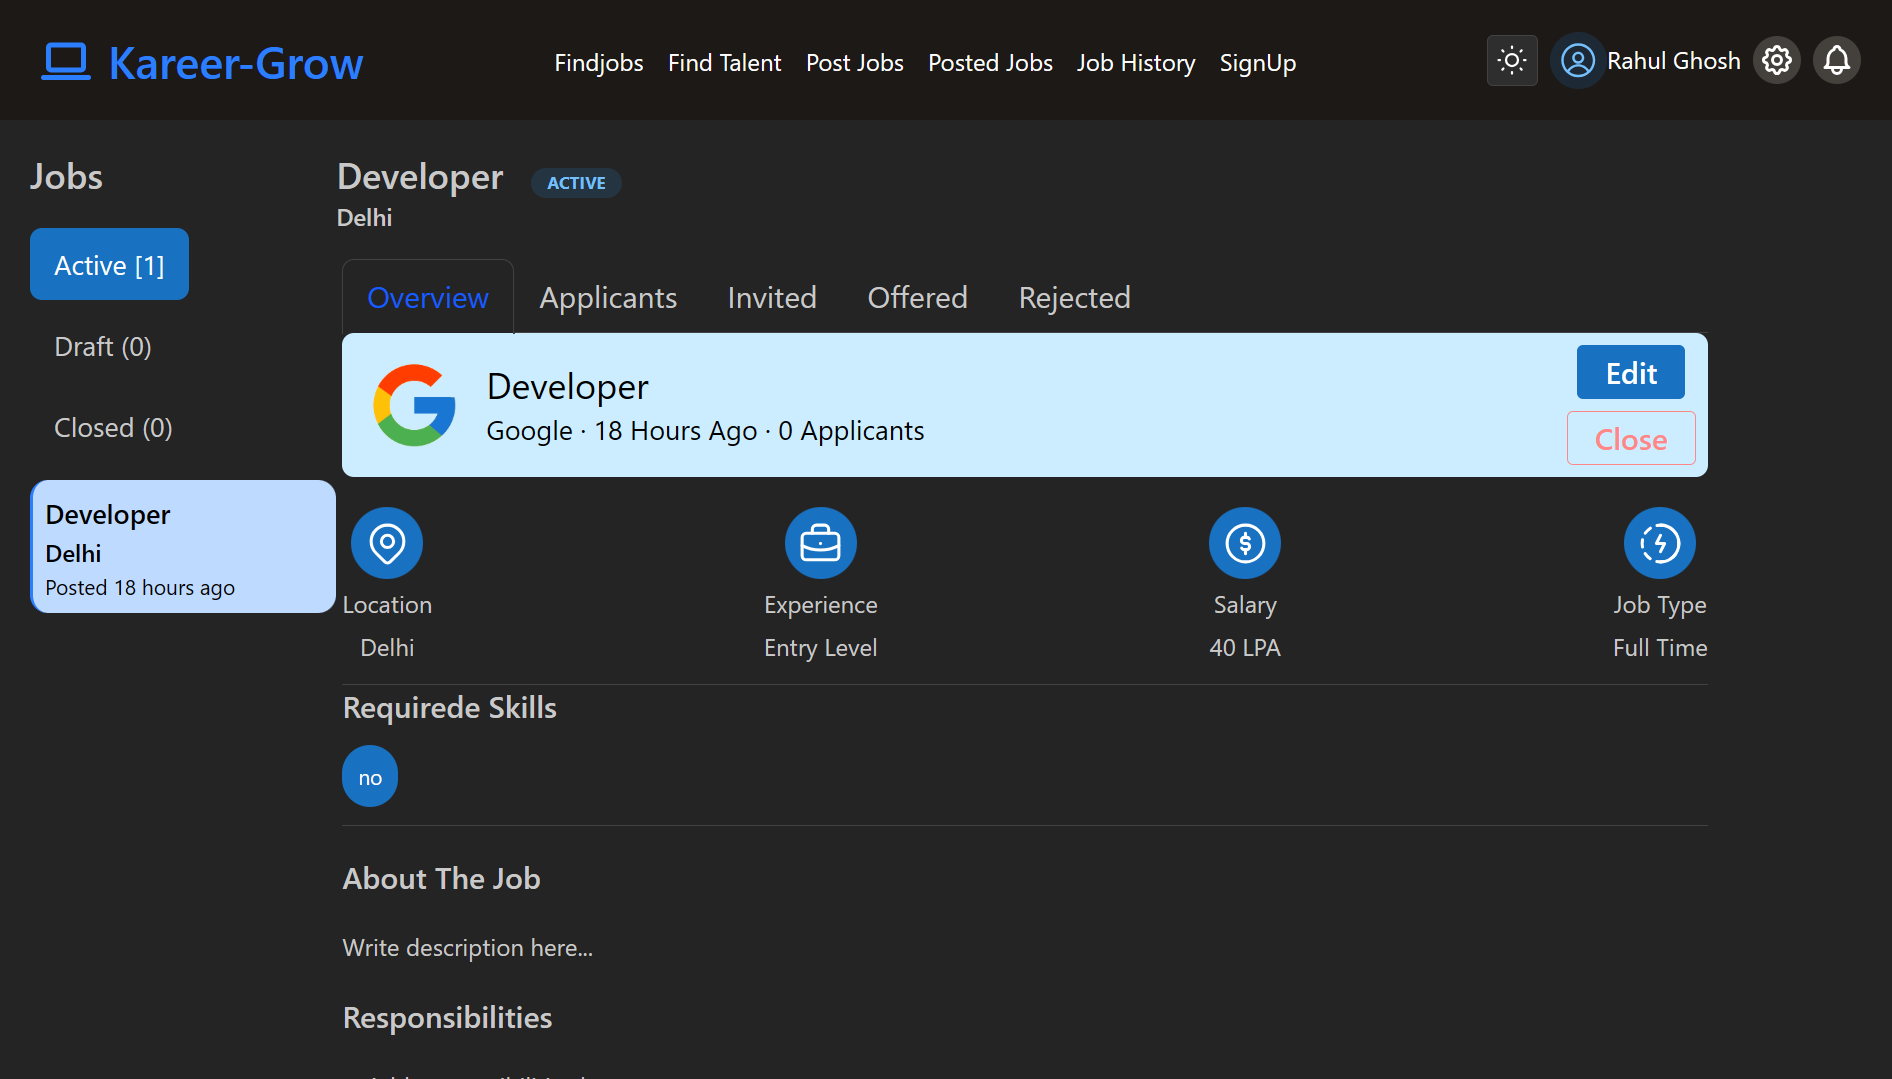 Kareer-Grow
Findjobs Find Talent Post Jobs Posted Jobs Job History SignUp
Rahul Ghosh
Jobs
Active [1]
Draft (0)
Closed (0)
Developer
Delhi
Posted 18 hours ago
Developer ACTIVE
Delhi
Overview Applicants Invited Offered Rejected
Developer
Google · 18 Hours Ago · 0 Applicants
Edit
Close
Location Experience Salary Job Type
Delhi Entry Level 40 LPA Full Time
Requirede Skills
no
About The Job
Write description here...
Responsibilities